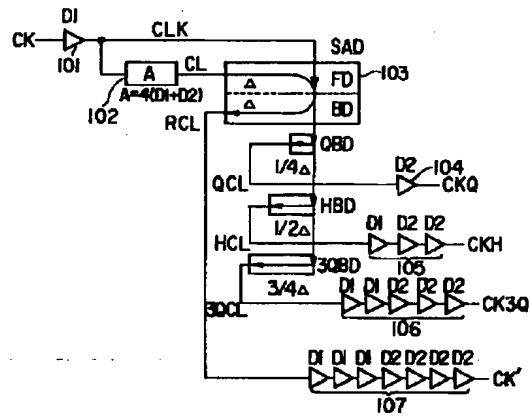 D1
CLK
CK
SAD
101
CL
A
Δ
FD
103
102
A=4(D1+D2)
Δ
BD
RCL
QBD
D2
104
1/4Δ
QCL
CKQ
HBD
D1 D2 D2
1/2Δ
HCL
CKH
105
3QBD
D1 D1 D2 D2 D2
3/4Δ
3QCL
CK3Q
106
D1 D1 D1 D2 D2 D2 D2
CK'
107